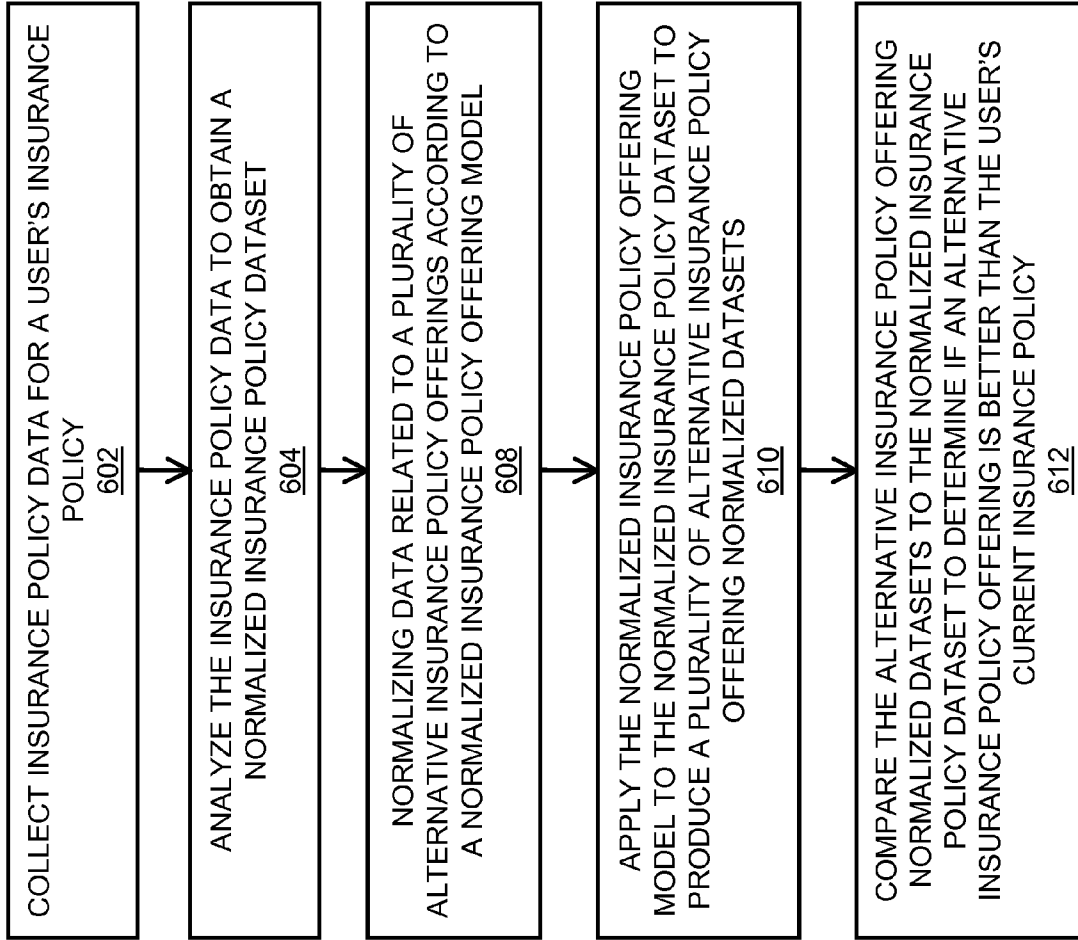 COLLECT INSURANCE POLICY DATA FOR A USER'S INSURANCE
POLICY
602
ANALYZE THE INSURANCE POLICY DATA TO OBTAIN A
NORMALIZED INSURANCE POLICY DATASET
604
NORMALIZING DATA RELATED TO A PLURALITY OF
ALTERNATIVE INSURANCE POLICY OFFERINGS ACCORDING TO
A NORMALIZED INSURANCE POLICY OFFERING MODEL
608
APPLY THE NORMALIZED INSURANCE POLICY OFFERING
MODEL TO THE NORMALIZED INSURANCE POLICY DATASET TO
PRODUCE A PLURALITY OF ALTERNATIVE INSURANCE POLICY
OFFERING NORMALIZED DATASETS
610
COMPARE THE ALTERNATIVE INSURANCE POLICY OFFERING
NORMALIZED DATASETS TO THE NORMALIZED INSURANCE
POLICY DATASET TO DETERMINE IF AN ALTERNATIVE
INSURANCE POLICY OFFERING IS BETTER THAN THE USER'S
CURRENT INSURANCE POLICY
612